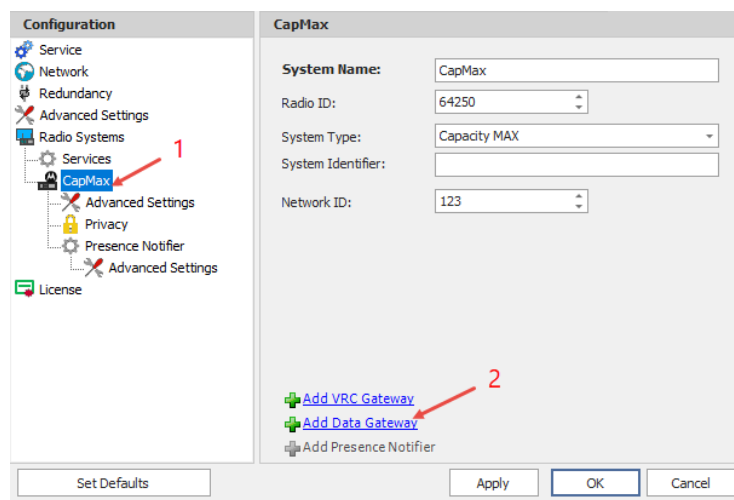 Configuration
Service
Network
Redundancy
Advanced Settings
Radio Systems
Services
CapMax
Advanced Settings
Privacy
Presence Notifier
Advanced Settings
License
1
CapMax
System Name: CapMax
Radio ID: 64250
System Type: Capacity MAX
System Identifier:
Network ID: 123
2
Add VRC Gateway
Add Data Gateway
Add Presence Notifier
Set Defaults
Apply
OK
Cancel